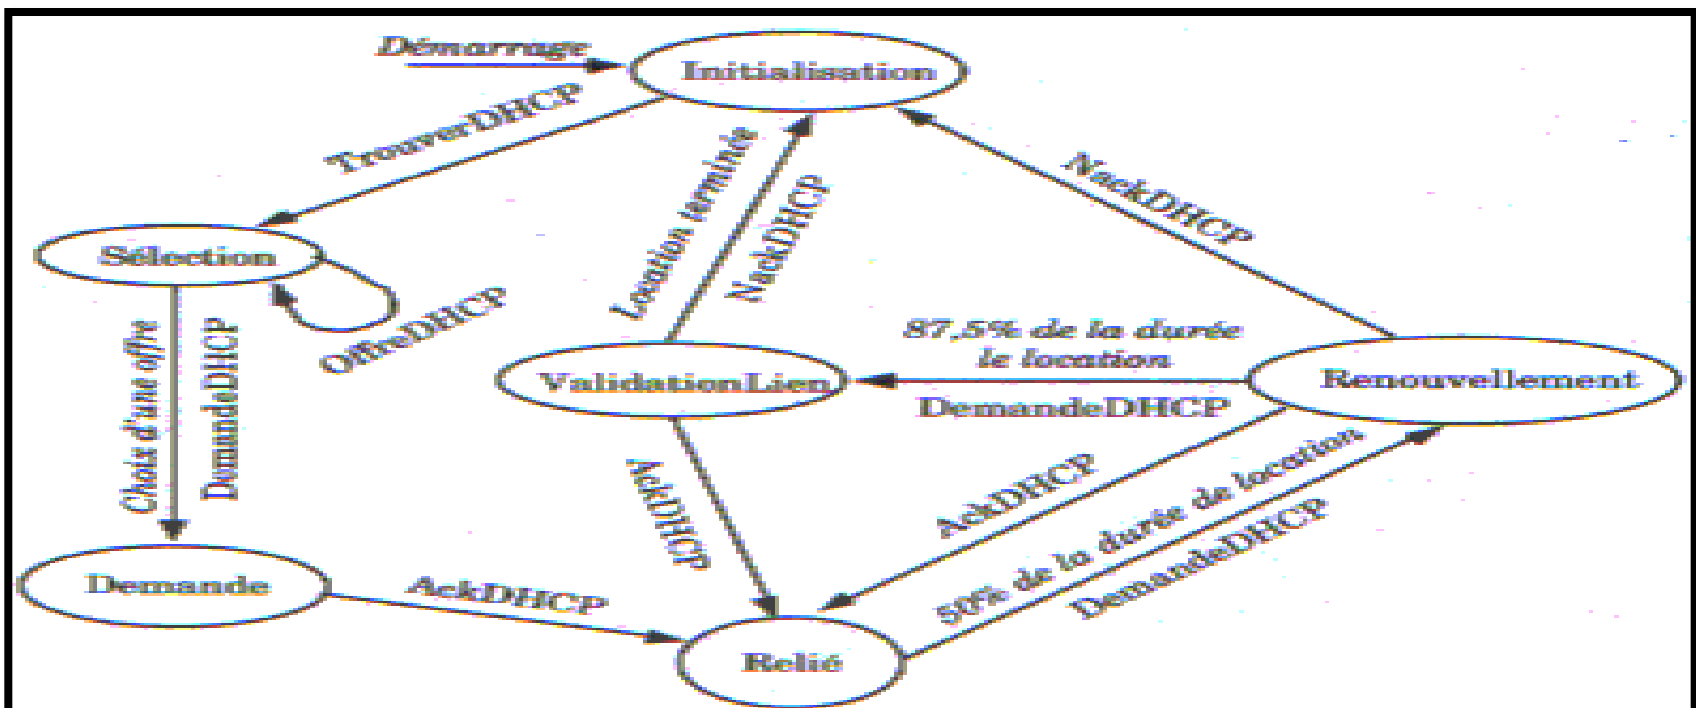 Démarrage
Initialisation
TrouverDHCP
Location terminée
NackDHCP
NackDHCP
Sélection
OffreDHCP
Choix d'une offre
DemandeDHCP
87,5% de la durée
le location
DemandeDHCP
ValidationLien
Renouvellement
AckDHCP
AckDHCP
50% de la durée de location
DemandeDHCP
Demande
AckDHCP
Relié